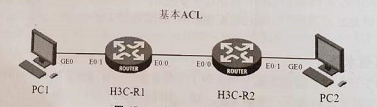 基本ACL
GE0 E0/1 ROUTER E0/0 E0/0 ROUTER E0/1 GE0
PC1 H3C-R1 H3C-R2 PC2